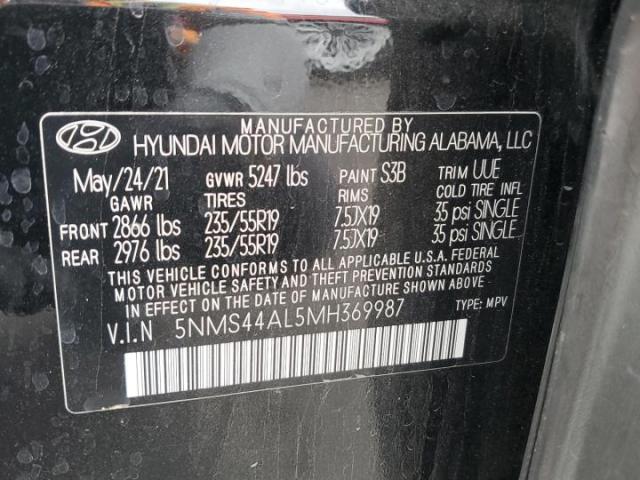 MANUFACTURED BY
HYUNDAI MOTOR MANUFACTURING ALABAMA, LLC
May/24/21 GVWR 5247 lbs PAINT S3B TRIM UUE
GAWR TIRES RIMS COLD TIRE INFL
FRONT 2866 lbs 235/55R19 7.5JX19 35 psi SINGLE
REAR 2976 lbs 235/55R19 7.5JX19 35 psi SINGLE
THIS VEHICLE CONFORMS TO ALL APPLICABLE U.S.A. FEDERAL
MOTOR VEHICLE SAFETY AND THEFT PREVENTION STANDARDS
IN EFFECT ON THE DATE OF MANUFACTURE SHOWN ABOVE.
V.I.N 5NMS44AL5MH369987 TYPE: MPV